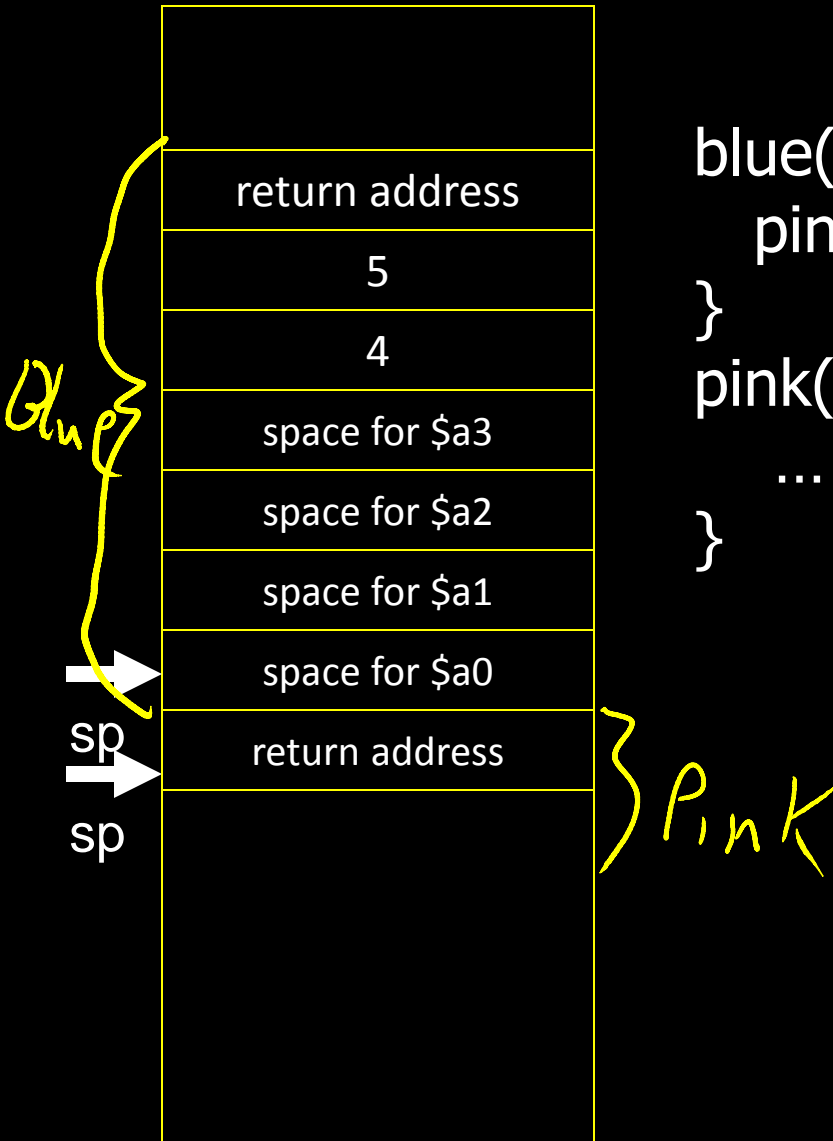 return address
5
4
space for $a3
space for $a2
space for $a1
space for $a0
return address
Blue
sp
sp
Pink
blue(
pin
}
pink(
...
}